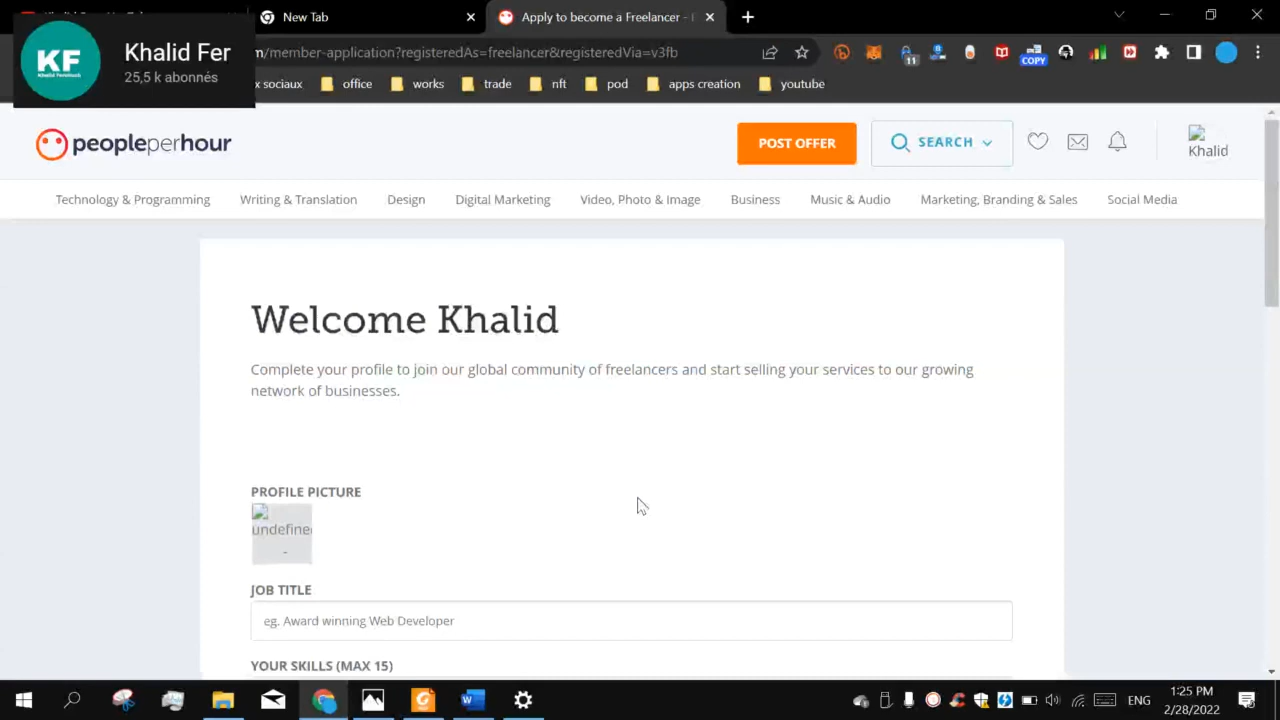 New Tab
Apply to become a Freelancer -
KF
Khalid Fer
25,5 k abonnés
m/member-application?registeredAs=freelancer&registeredVia=v3fb
11
COPY
x sociaux
office
works
trade
nft
pod
apps creation
youtube
peopleperhour
POST OFFER
SEARCH
Khalid
Technology & Programming
Writing & Translation
Design
Digital Marketing
Video, Photo & Image
Business
Music & Audio
Marketing, Branding & Sales
Social Media
Welcome Khalid
Complete your profile to join our global community of freelancers and start selling your services to our growing
network of businesses.
PROFILE PICTURE
undefined
-
JOB TITLE
eg. Award winning Web Developer
YOUR SKILLS (MAX 15)
ENG
1:25 PM
2/28/2022